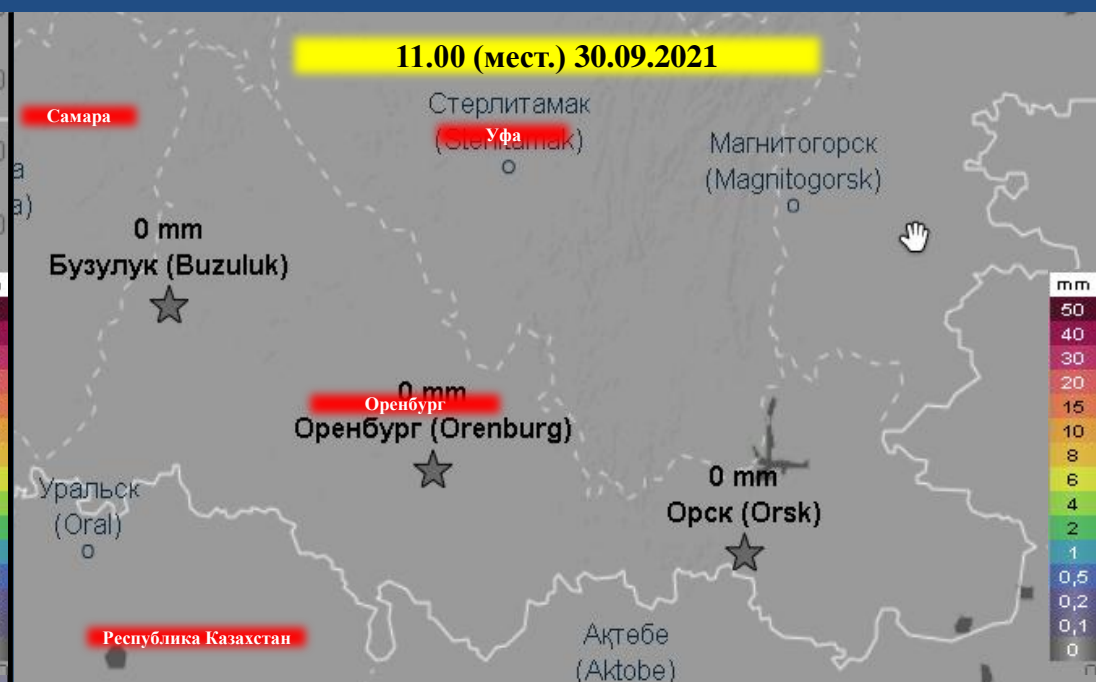 11.00 (мест.) 30.09.2021
Самара
Стерлитамак
(Sterlitamak)
Уфа
Магнитогорск
(Magnitogorsk)
а
а)
0 mm
Бузулук (Buzuluk)
0 mm
Оренбург
Оренбург (Orenburg)
0 mm
Орск (Orsk)
Уральск
(Oral)
Республика Казахстан
Ақтөбе
(Aktobe)
mm
50
40
30
20
15
10
8
6
4
2
1
0,5
0,2
0,1
0